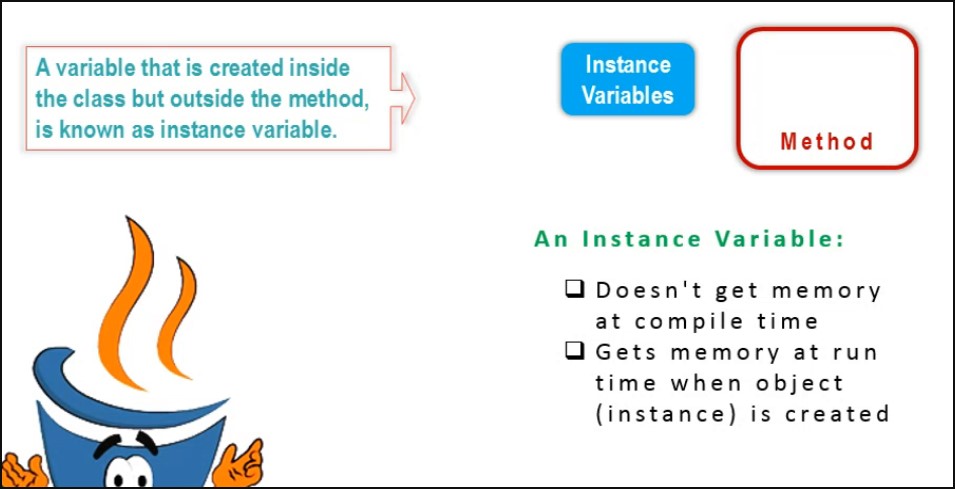 A variable that is created inside
the class but outside the method,
is known as instance variable.
Instance
Variables
Method
An Instance Variable:
❑ Doesn't get memory
at compile time
❑ Gets memory at run
time when object
(instance) is created